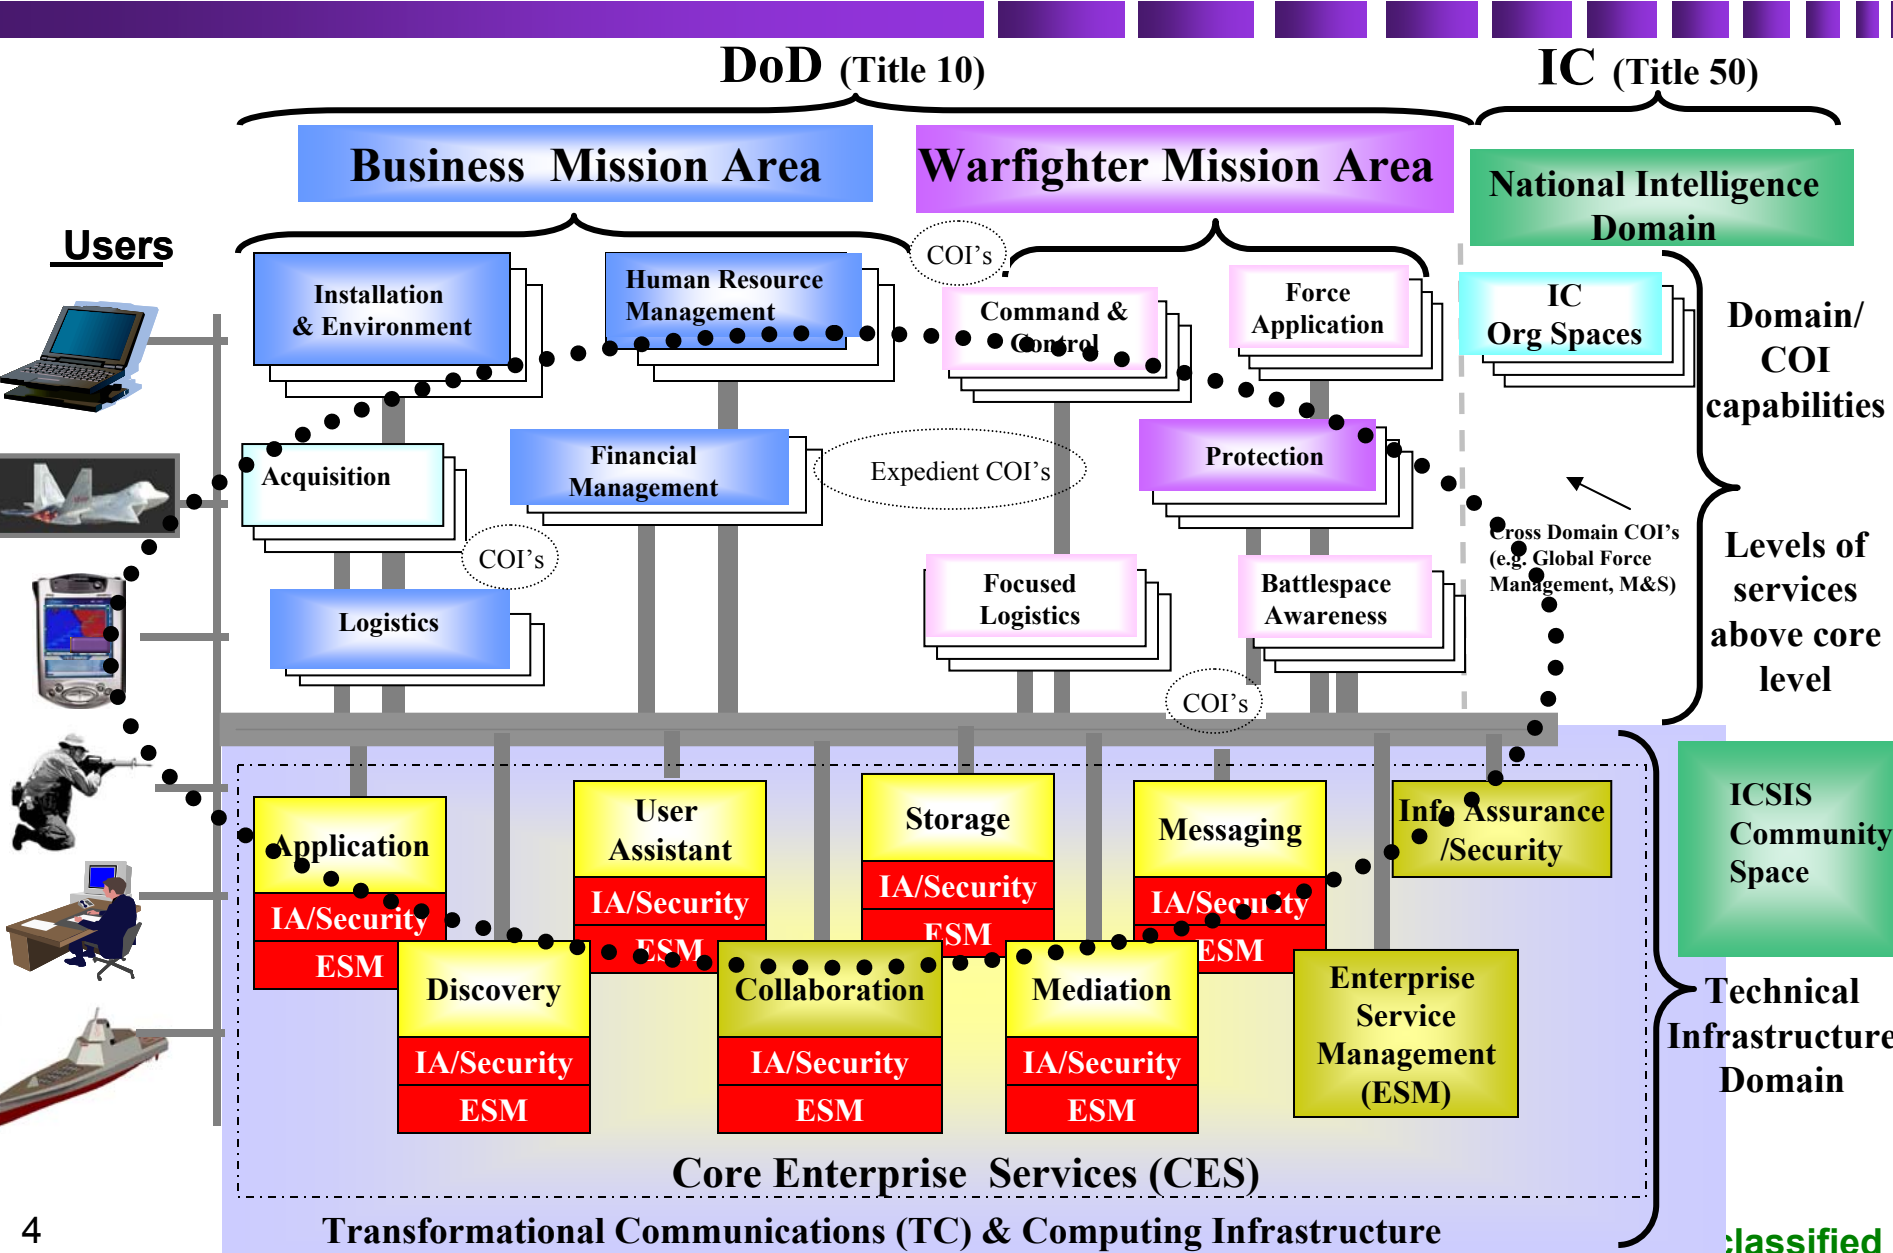 DoD (Title 10)
IC (Title 50)
Business Mission Area
Warfighter Mission Area
National Intelligence
Domain
Users
COI's
Installation
& Environment
Human Resource
Management
Command &
Control
Force
Application
IC
Org Spaces
Domain/
COI
capabilities
Acquisition
Financial
Management
Expedient COI's
Protection
COI's
Cross Domain COI's
(e.g. Global Force
Management, M&S)
Levels of
services
above core
level
Logistics
Focused
Logistics
Battlespace
Awareness
COI's
Application
IA/Security
ESM
User
Assistant
IA/Security
ESM
Storage
IA/Security
ESM
Messaging
IA/Security
ESM
Info Assurance
/Security
ICSIS
Community
Space
Discovery
IA/Security
ESM
Collaboration
IA/Security
ESM
Mediation
IA/Security
ESM
Enterprise
Service
Management
(ESM)
Technical
Infrastructure
Domain
Core Enterprise Services (CES)
Transformational Communications (TC) & Computing Infrastructure
4
classified